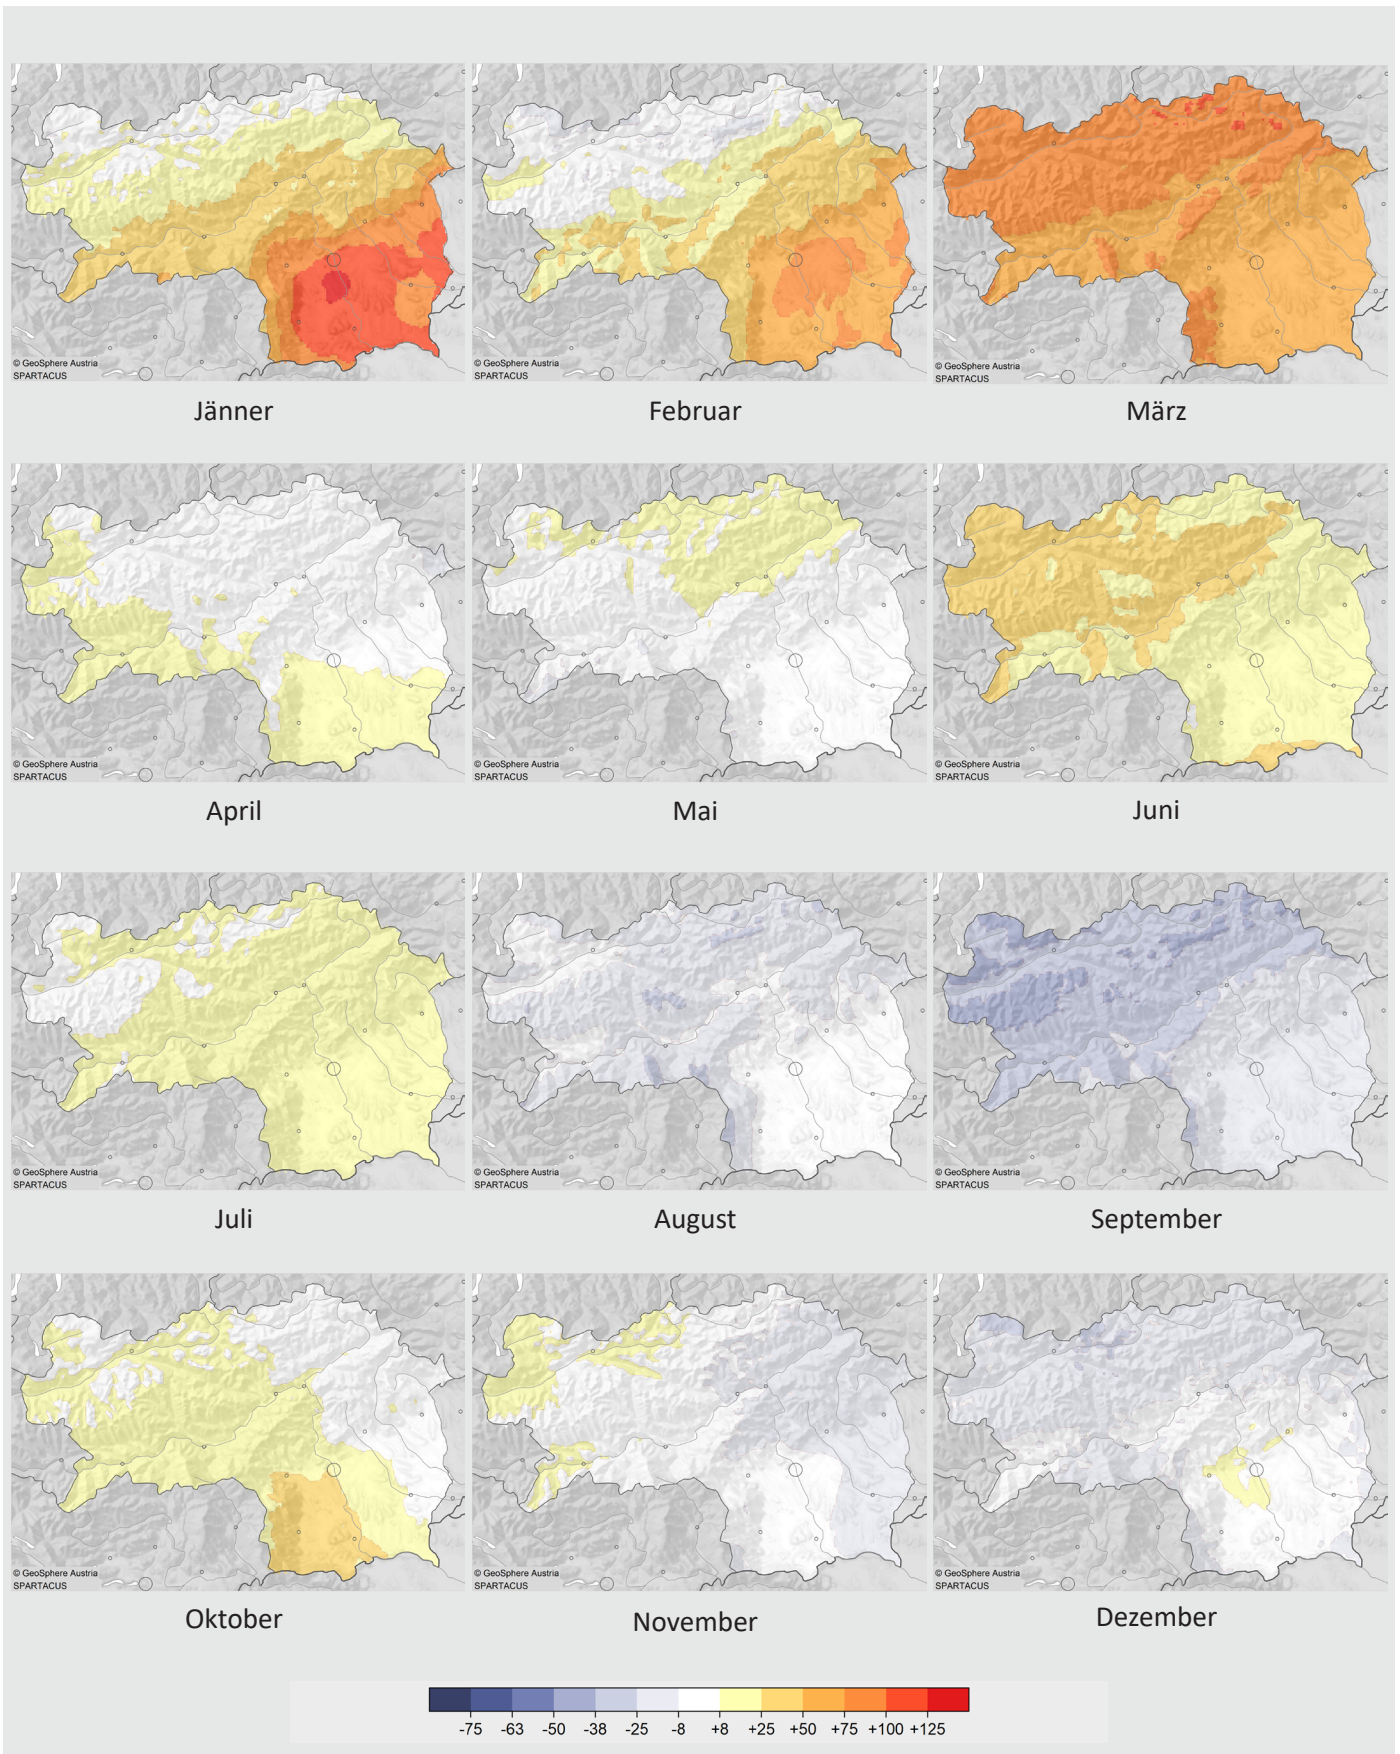 © GeoSphere Austria
SPARTACUS
© GeoSphere Austria
SPARTACUS
© GeoSphere Austria
SPARTACUS
Jänner
Februar
März
© GeoSphere Austria
SPARTACUS
© GeoSphere Austria
SPARTACUS
© GeoSphere Austria
SPARTACUS
April
Mai
Juni
© GeoSphere Austria
SPARTACUS
© GeoSphere Austria
SPARTACUS
© GeoSphere Austria
SPARTACUS
Juli
August
September
© GeoSphere Austria
SPARTACUS
© GeoSphere Austria
SPARTACUS
© GeoSphere Austria
SPARTACUS
Oktober
November
Dezember
-75 -63 -50 -38 -25 -8 +8 +25 +50 +75 +100 +125